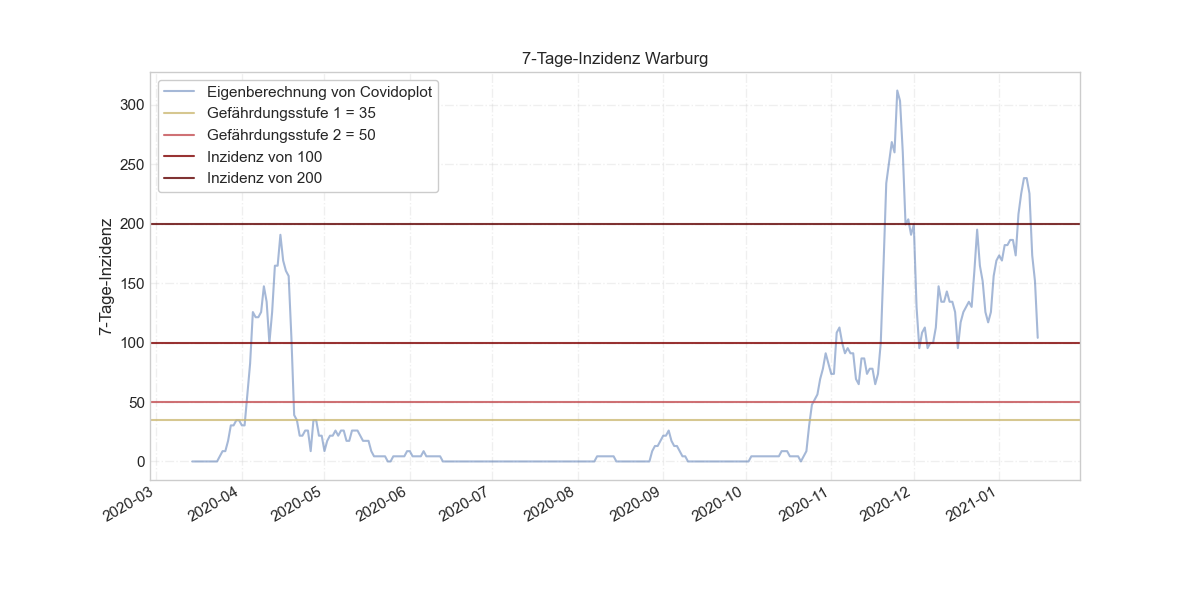 7-Tage-Inzidenz Warburg
Eigenberechnung von Covidoplot
Gefährdungsstufe 1 = 35
Gefährdungsstufe 2 = 50
Inzidenz von 100
Inzidenz von 200
7-Tage-Inzidenz
300
250
200
150
100
50
0
2020-03
2020-04
2020-05
2020-06
2020-07
2020-08
2020-09
2020-10
2020-11
2020-12
2021-01